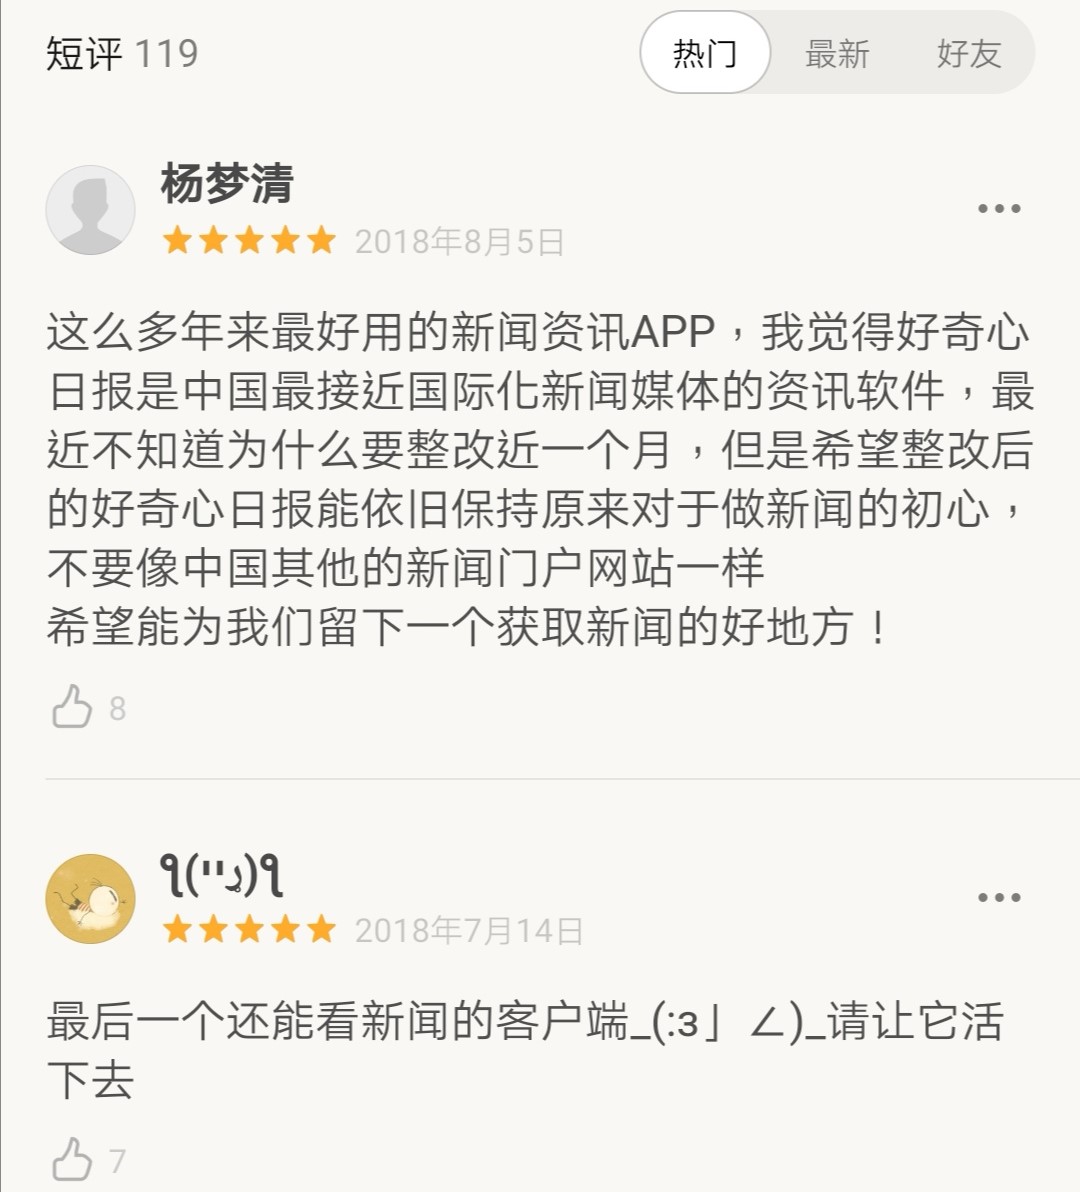 短评 119
热门 最新 好友
杨梦清
2018年8月5日
这么多年来最好用的新闻资讯APP，我觉得好奇心
日报是中国最接近国际化新闻媒体的资讯软件，最
近不知道为什么要整改近一个月，但是希望整改后
的好奇心日报能依旧保持原来对于做新闻的初心，
不要像中国其他的新闻门户网站一样
希望能为我们留下一个获取新闻的好地方！
8
2018年7月14日
最后一个还能看新闻的客户端_(:з」∠)_请让它活
下去
7